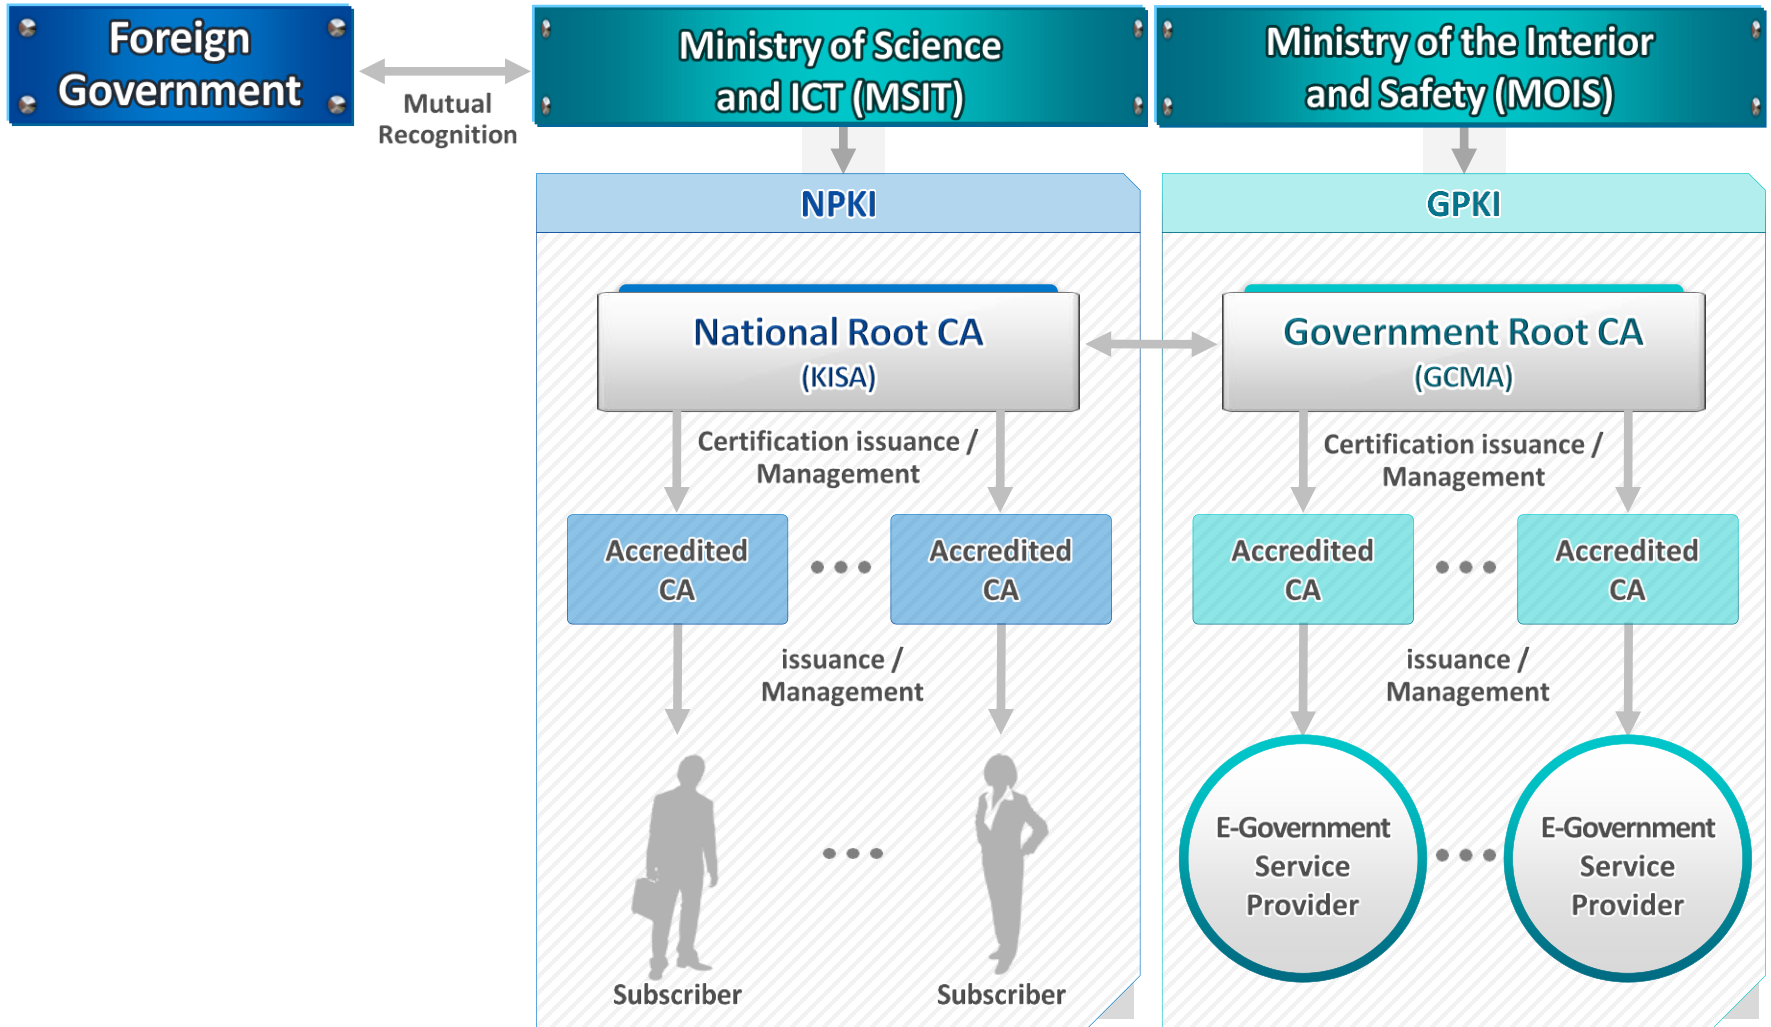 Foreign
Government
Mutual
Recognition
Ministry of Science
and ICT (MSIT)
Ministry of the Interior
and Safety (MOIS)
NPKI
National Root CA
(KISA)
Certification issuance /
Management
Accredited
CA
Accredited
CA
issuance /
Management
Subscriber
Subscriber
GPKI
Government Root CA
(GCMA)
Certification issuance /
Management
Accredited
CA
Accredited
CA
issuance /
Management
E-Government
Service
Provider
E-Government
Service
Provider